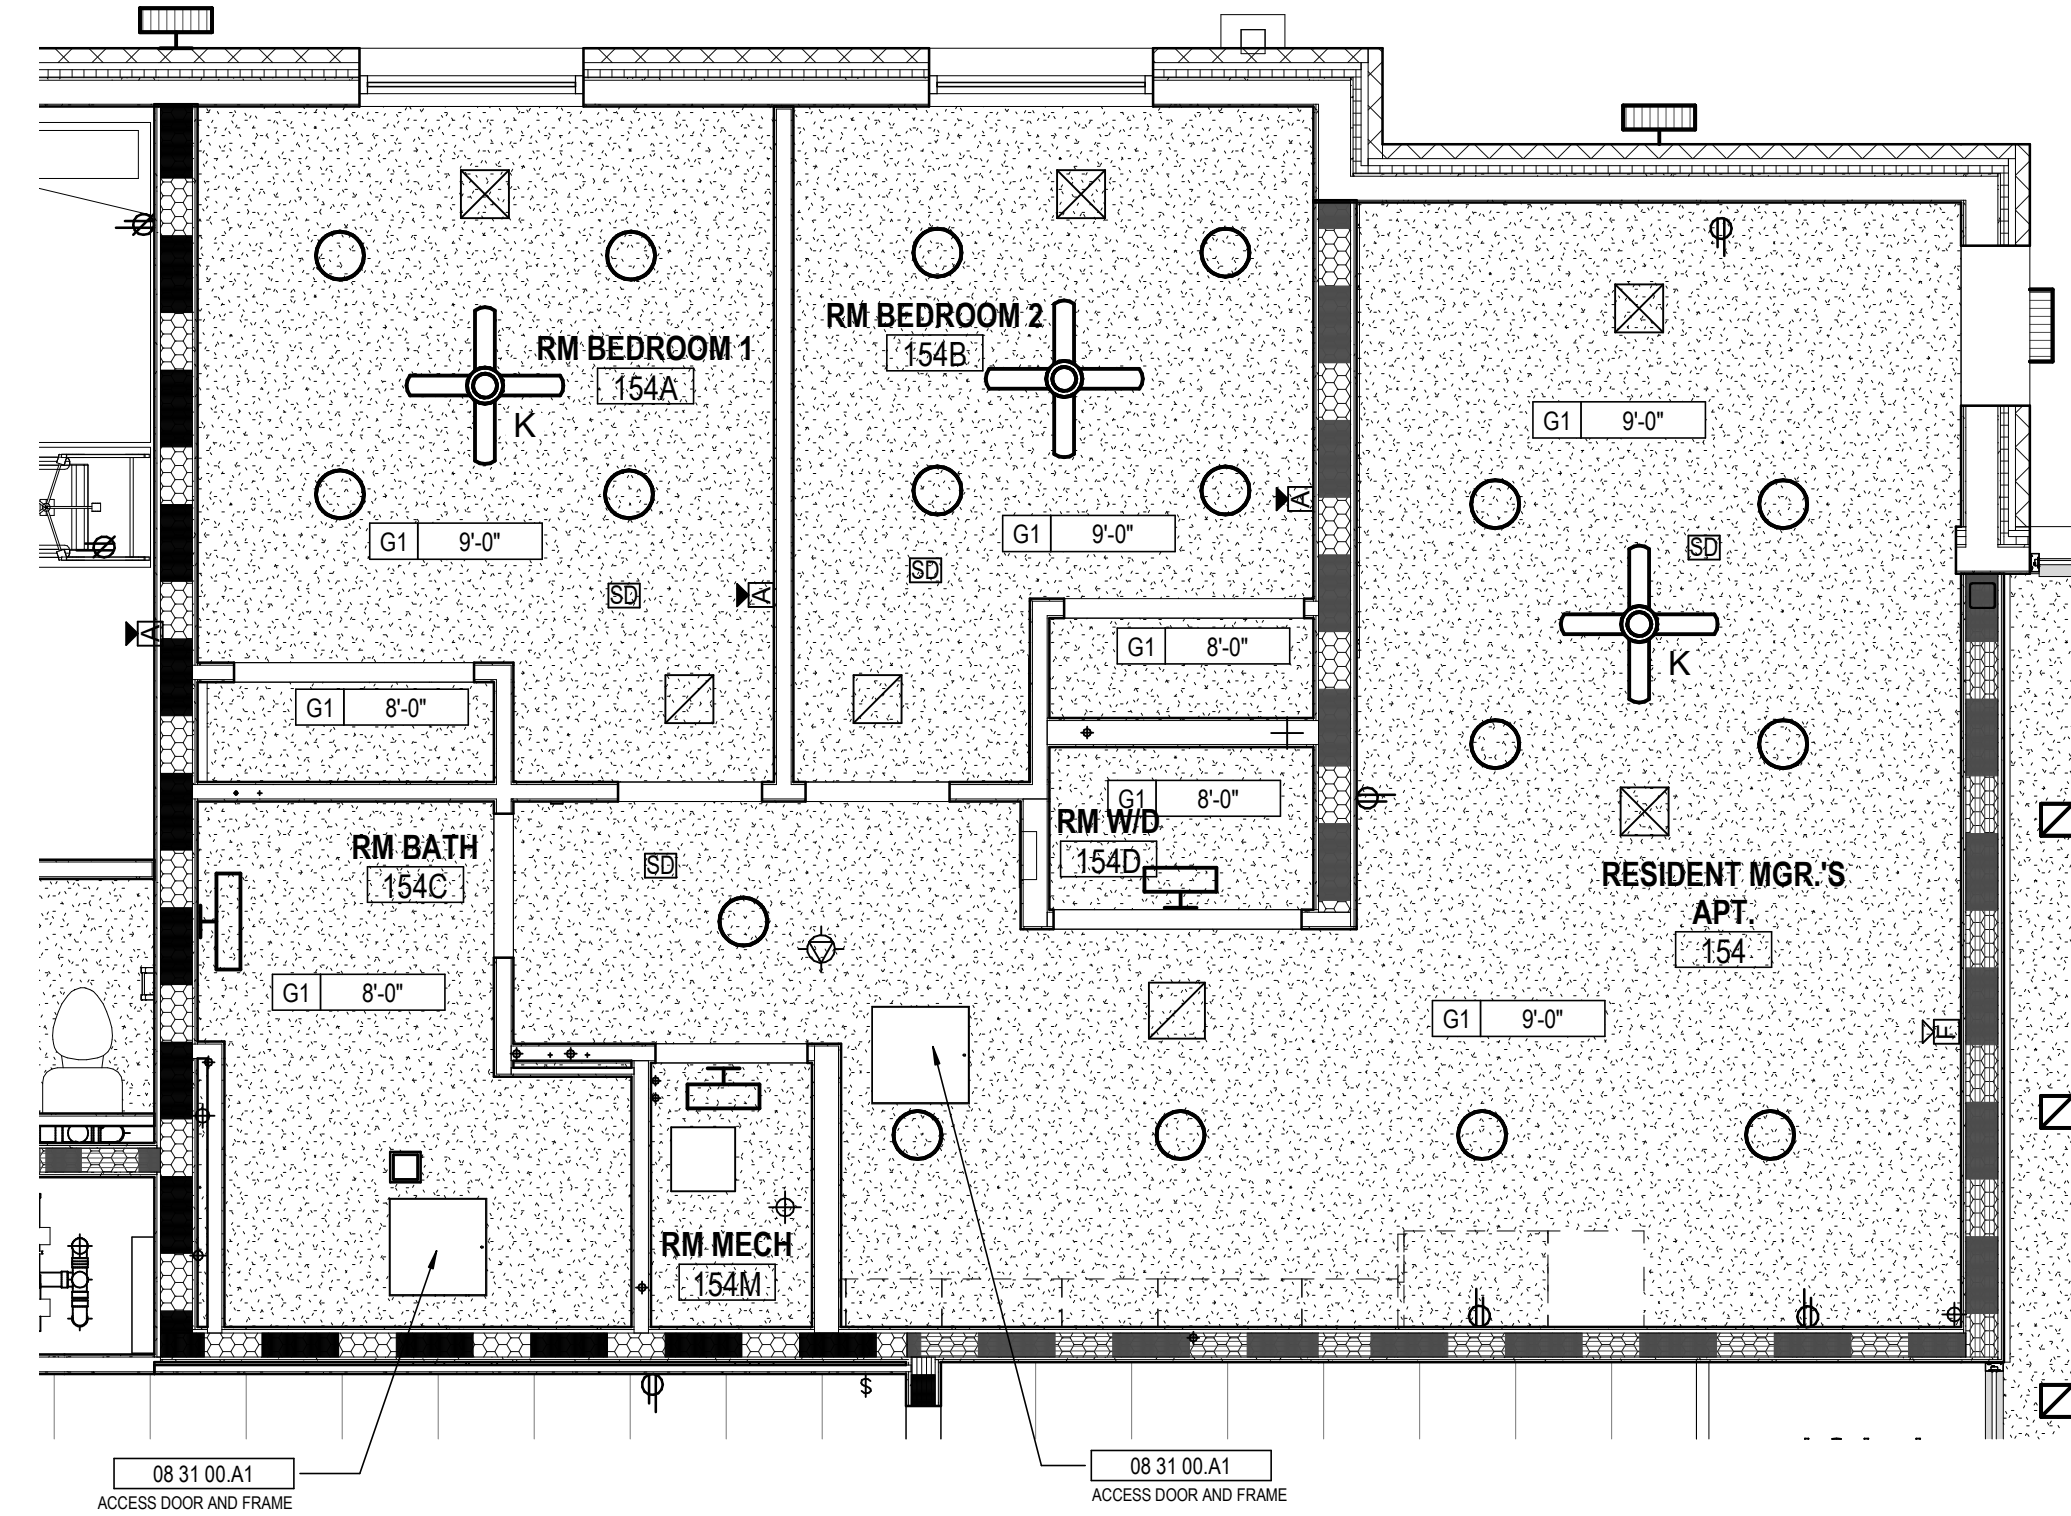 RM BEDROOM 2
154B
RM BEDROOM 1
154A
K
G1 9'-0"
G1 9'-0"
G1 9'-0"
A
SD
SD
SD
A
A
K
G1 8'-0"
G1 8'-0"
G1 8'-0"
RM W/D
154D
RM BATH
154C
SD
RESIDENT MGR.'S
APT.
154
G1 8'-0"
G1 9'-0"
F
RM MECH
154M
$
08 31 00.A1
ACCESS DOOR AND FRAME
08 31 00.A1
ACCESS DOOR AND FRAME